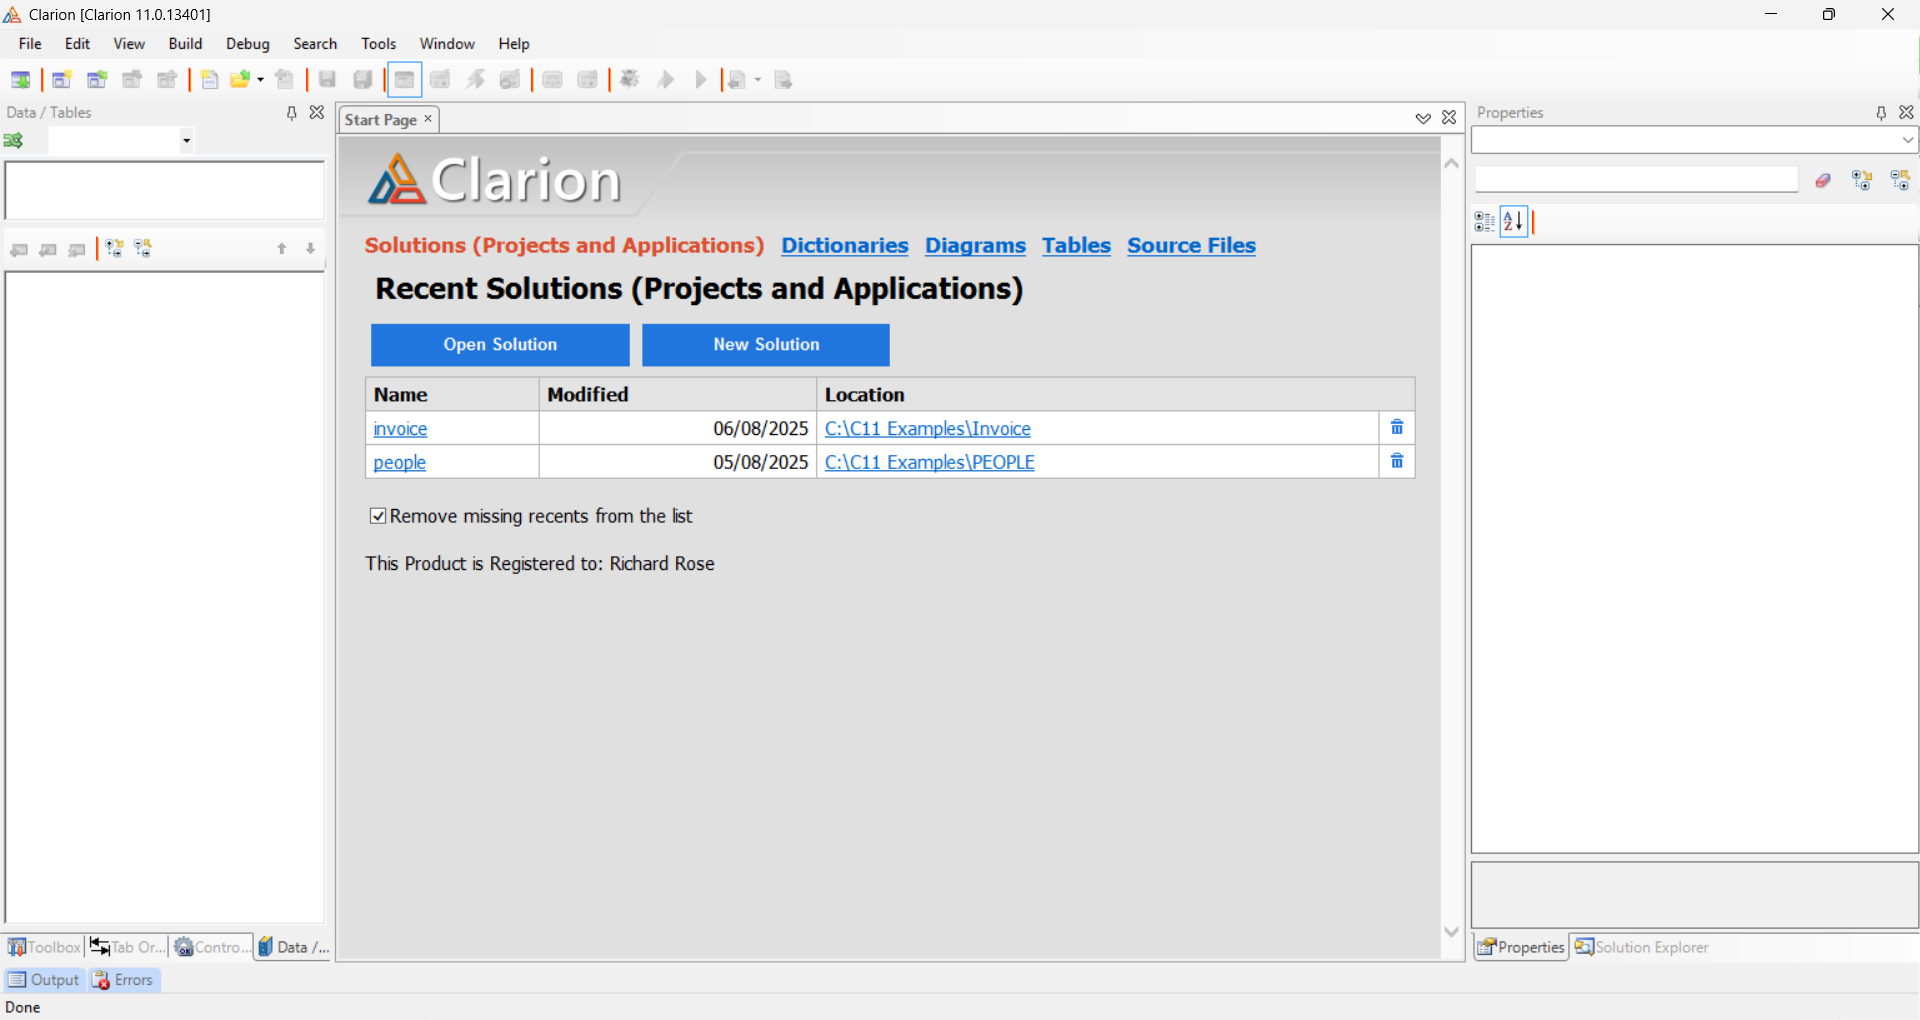 Clarion [Clarion 11.0.13401]
File Edit View Build Debug Search Tools Window Help
Data / Tables
Start Page
Properties
Clarion
Solutions (Projects and Applications) Dictionaries Diagrams Tables Source Files
Recent Solutions (Projects and Applications)
Open Solution New Solution
Name Modified Location
invoice 06/08/2025 C:\C11 Examples\Invoice
people 05/08/2025 C:\C11 Examples\PEOPLE
Remove missing recents from the list
This Product is Registered to: Richard Rose
Toolbox Tab Or... Contro... Data /...
Properties Solution Explorer
Output Errors
Done